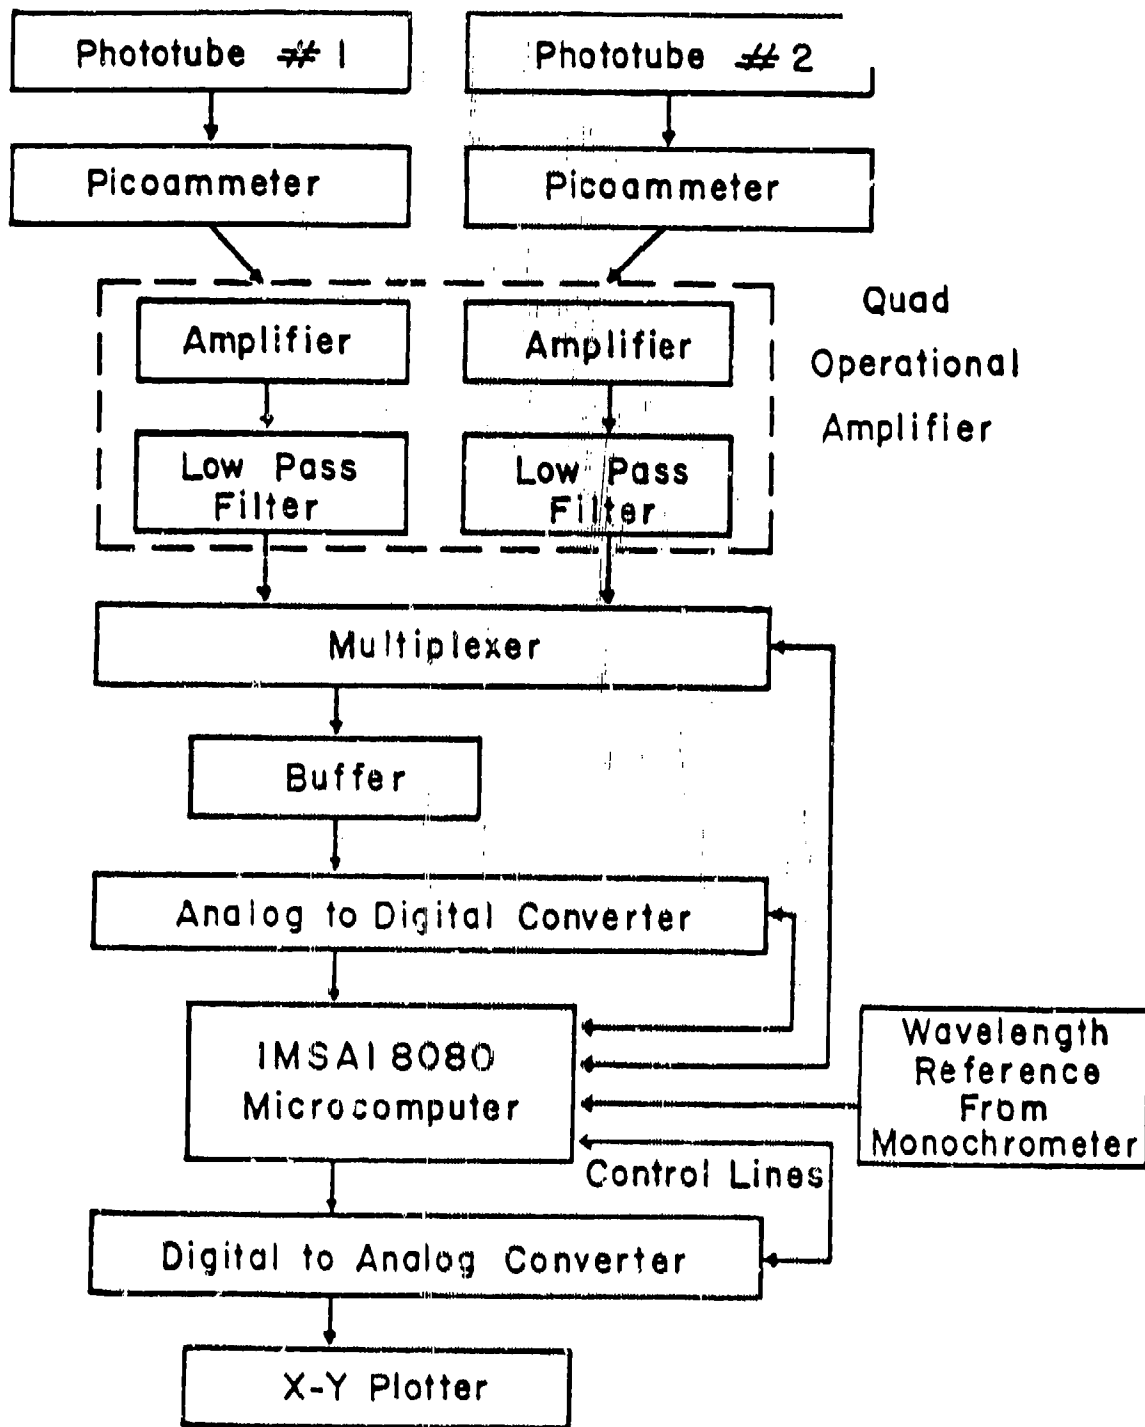 Phototube # 1
Phototube # 2
Picoammeter
Picoammeter
Quad
Operational
Amplifier
Amplifier
Amplifier
Low Pass
Filter
Low Pass
Filter
Multiplexer
Buffer
Analog to Digital Converter
IMSAI 8080
Microcomputer
Wavelength
Reference
From
Monochrometer
Control Lines
Digital to Analog Converter
X-Y Plotter